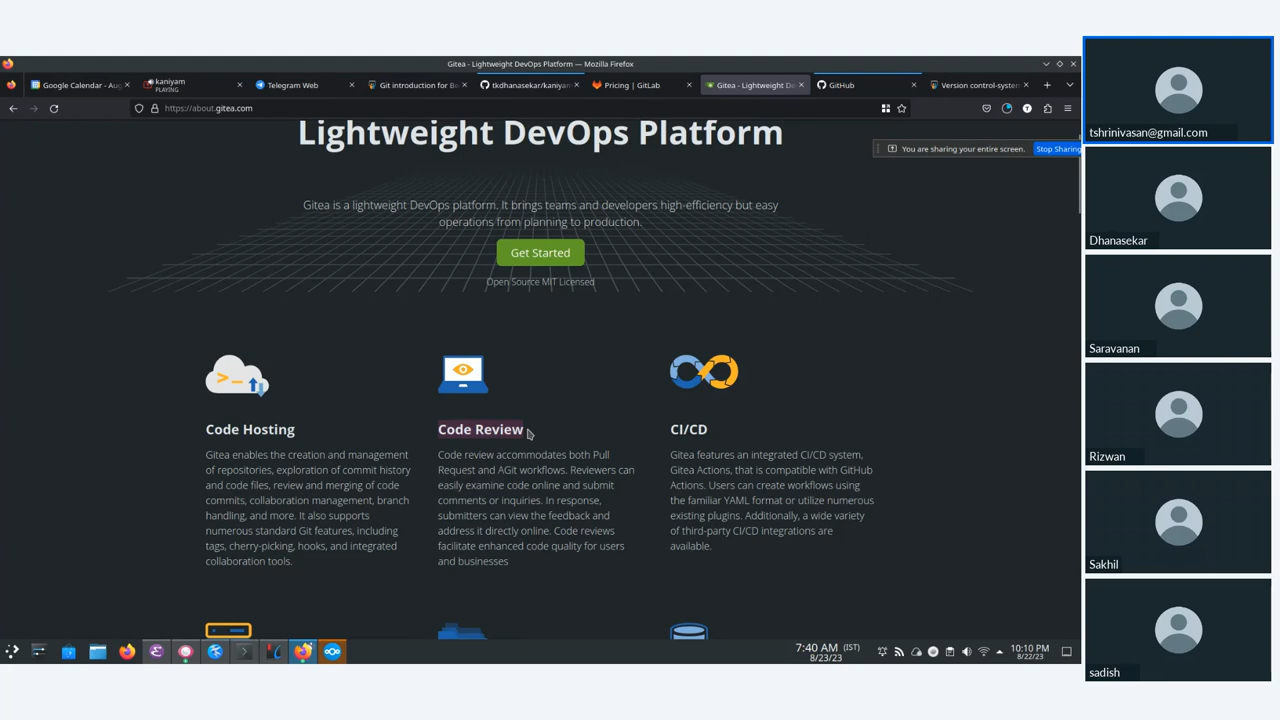 Gitea - Lightweight DevOps Platform — Mozilla Firefox
Google Calendar - Aug
kaniyam
PLAYING
Telegram Web
Git introduction for Be
tkdhanasekar/kaniyam
Pricing | GitLab
Gitea - Lightweight De
GitHub
Version control-system
https://about.gitea.com
You are sharing your entire screen.
Stop Sharing
Lightweight DevOps Platform
Gitea is a lightweight DevOps platform. It brings teams and developers high-efficiency but easy
operations from planning to production.
Get Started
Open Source MIT Licensed
Code Hosting
Gitea enables the creation and management
of repositories, exploration of commit history
and code files, review and merging of code
commits, collaboration management, branch
handling, and more. It also supports
numerous standard Git features, including
tags, cherry-picking, hooks, and integrated
collaboration tools.
Code Review
Code review accommodates both Pull
Request and AGit workflows. Reviewers can
easily examine code online and submit
comments or inquiries. In response,
submitters can view the feedback and
address it directly online. Code reviews
facilitate enhanced code quality for users
and businesses
CI/CD
Gitea features an integrated CI/CD system,
Gitea Actions, that is compatible with GitHub
Actions. Users can create workflows using
the familiar YAML format or utilize numerous
existing plugins. Additionally, a wide variety
of third-party CI/CD integrations are
available.
7:40 AM (IST)
8/23/23
10:10 PM
8/22/23
tshrinivasan@gmail.com
Dhanasekar
Saravanan
Rizwan
Sakhil
sadish